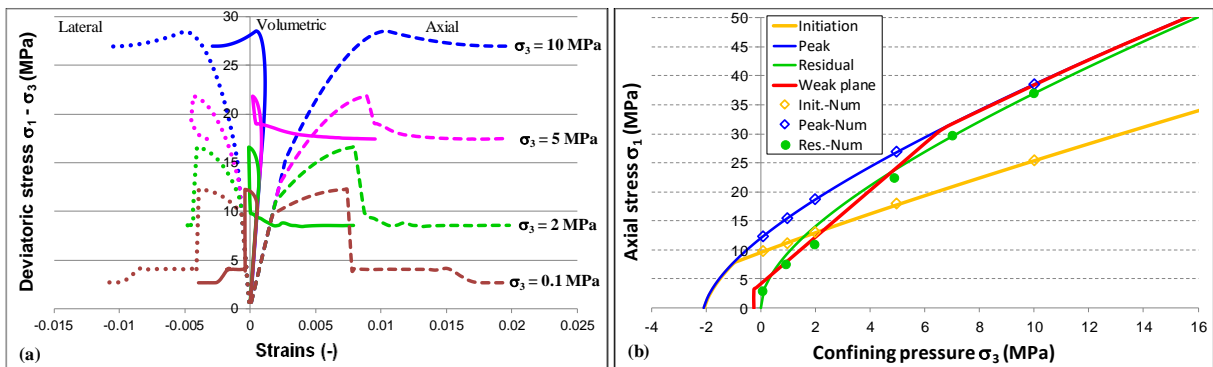 Lateral
Volumetric
Axial
Deviatoric stress σ1 - σ3 (MPa)
30
25
20
15
10
5
0
σ3 = 10 MPa
σ3 = 5 MPa
σ3 = 2 MPa
σ3 = 0.1 MPa
-0.015 -0.01 -0.005 0 0.005 0.01 0.015 0.02 0.025
(a)
Strains (-)
Axial stress σ1 (MPa)
50
45
40
35
30
25
20
15
10
5
0
Initiation
Peak
Residual
Weak plane
Init.-Num
Peak-Num
Res.-Num
-4 -2 0 2 4 6 8 10 12 14 16
(b)
Confining pressure σ3 (MPa)